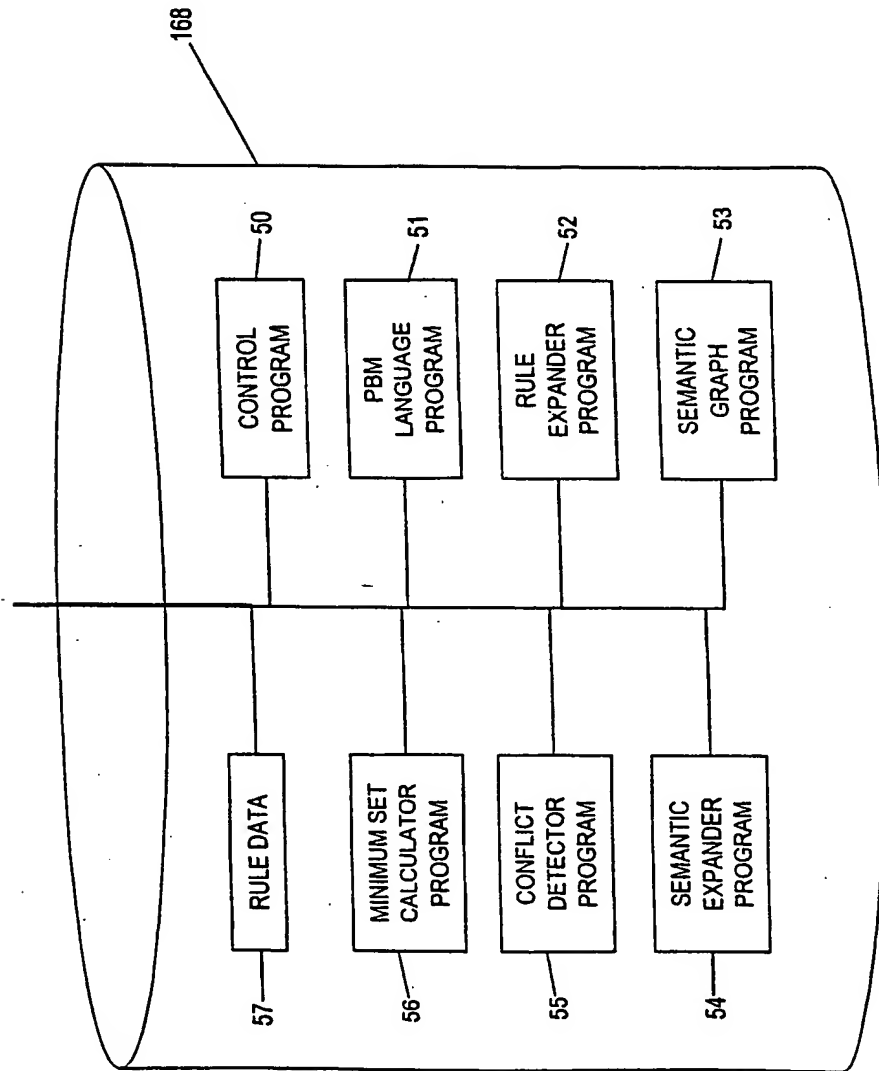 168
CONTROL
PROGRAM
50
PBM
LANGUAGE
PROGRAM
51
RULE
EXPANDER
PROGRAM
52
SEMANTIC
GRAPH
PROGRAM
53
RULE DATA
57
MINIMUM SET
CALCULATOR
PROGRAM
56
CONFLICT
DETECTOR
PROGRAM
55
SEMANTIC
EXPANDER
PROGRAM
54